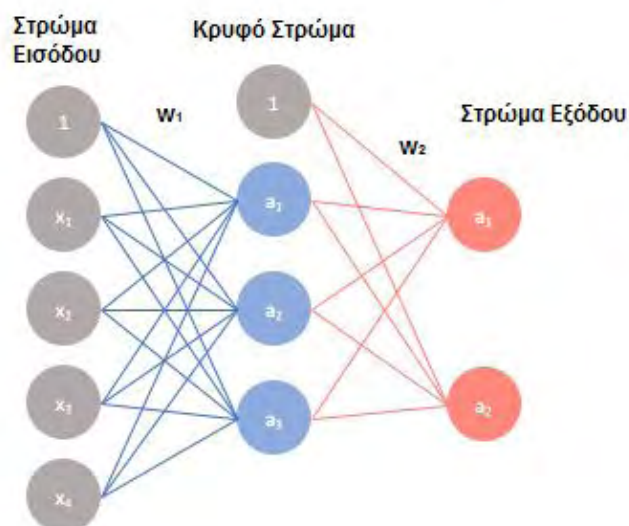 Στρώμα
Εισόδου
Κρυφό Στρώμα
Στρώμα Εξόδου
W₁
W₂
1
x₁
x₂
x₃
x₄
1
a₁
a₂
a₃
a₁
a₂